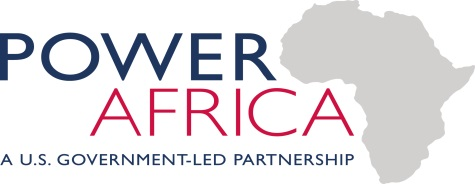 POWER
AFRICA
A U.S. GOVERNMENT-LED PARTNERSHIP